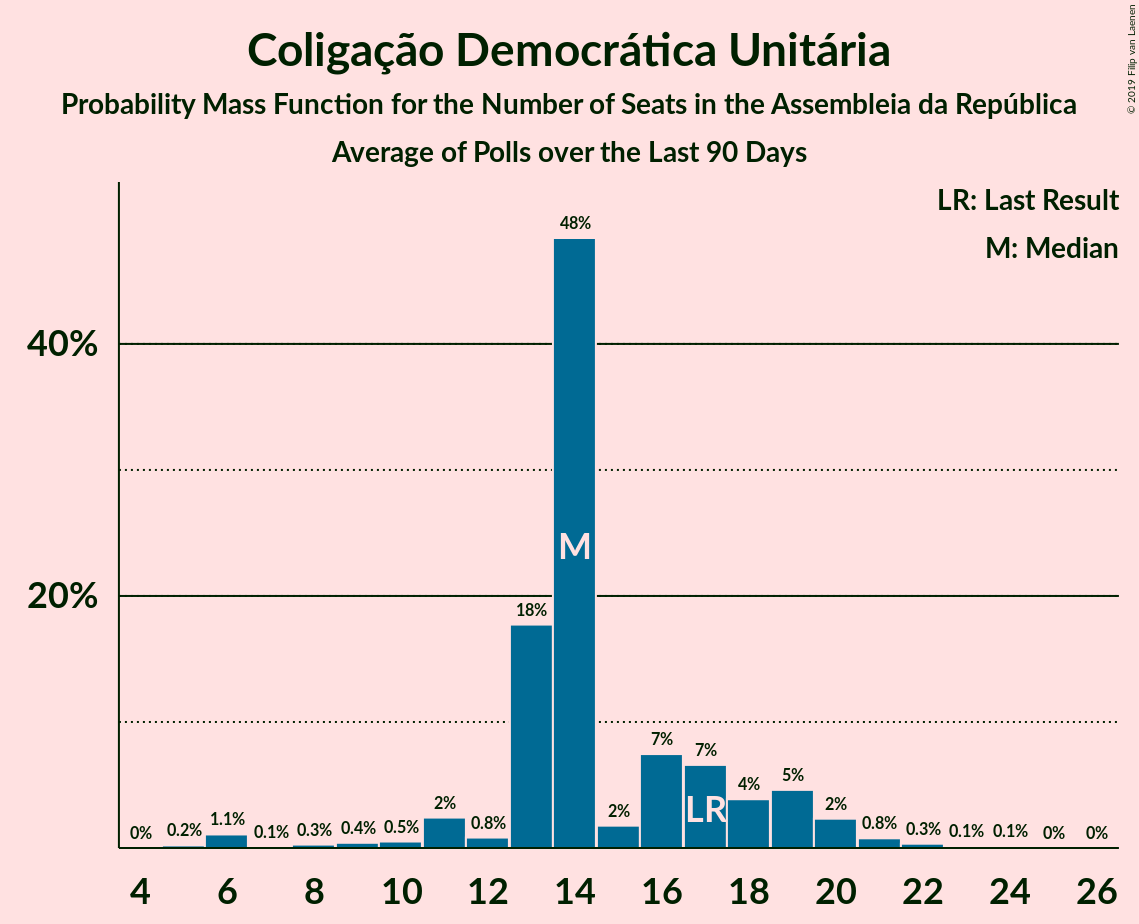 Coligação Democrática Unitária
Probability Mass Function for the Number of Seats in the Assembleia da República
Average of Polls over the Last 90 Days
© 2019 Filip van Laenen
LR: Last Result
M: Median
40%
20%
0%
0.2%
1.1%
0.1%
0.3%
0.4%
0.5%
2%
0.8%
18%
48%
2%
7%
7%
4%
5%
2%
0.8%
0.3%
0.1%
0.1%
0%
0%
M
LR
4 6 8 10 12 14 16 18 20 22 24 26